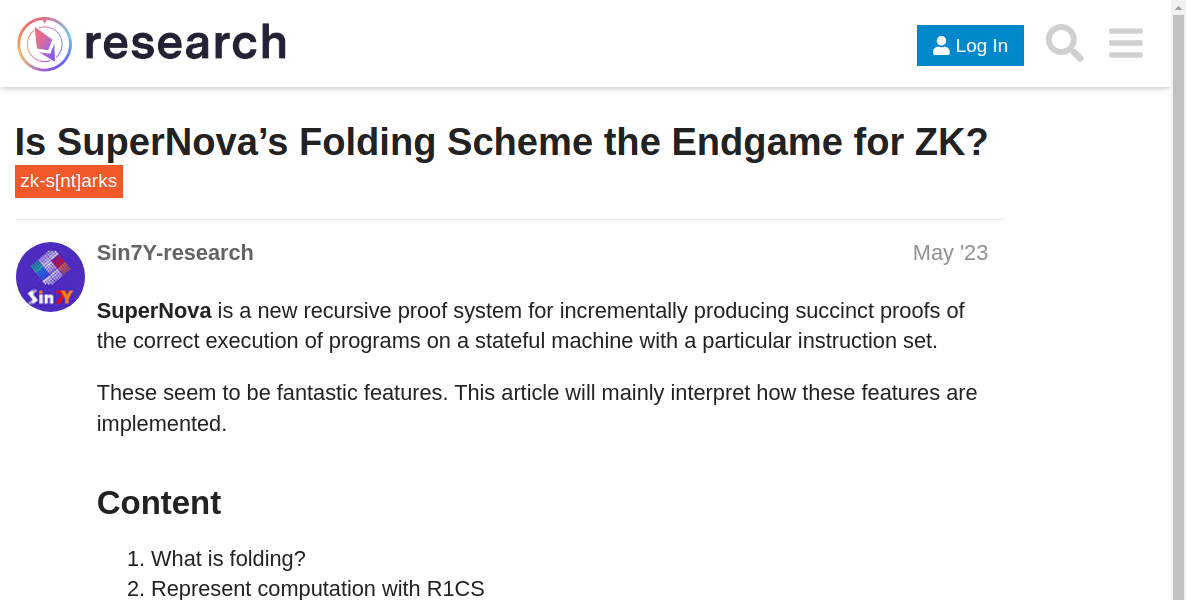 research
Log In
Is SuperNova’s Folding Scheme the Endgame for ZK?
zk-s[nt]arks
Sin7Y-research
May '23
Sin7Y
SuperNova is a new recursive proof system for incrementally producing succinct proofs of
the correct execution of programs on a stateful machine with a particular instruction set.
These seem to be fantastic features. This article will mainly interpret how these features are
implemented.
Content
1. What is folding?
2. Represent computation with R1CS